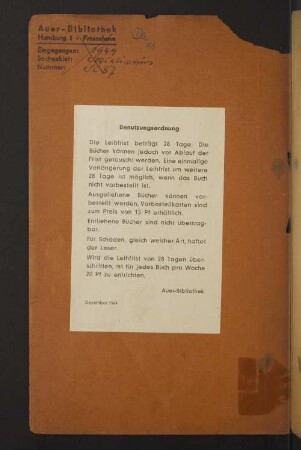 Auer-Bibliothek
Hamburg 1 · Pressehaus
Eingegangen: 1949
Sachgebiet: Sozialismus
Nummer:
Benutzungsordnung
Die Leihfrist beträgt 28 Tage. Die
Bücher können jedoch vor Ablauf der
Frist getauscht werden. Eine einmalige
Verlängerung der Leihfrist um weitere
28 Tage ist möglich, wenn das Buch
nicht vorbestellt ist.
Ausgeliehene Bücher können vor-
bestellt werden, Vorbestellkarten sind
zum Preis von 15 Pf erhältlich.
Entliehene Bücher sind nicht übertrag-
bar.
Für Schäden, gleich welcher Art, haftet
der Leser.
Wird die Leihfrist von 28 Tagen über-
schritten, ist für jedes Buch pro Woche
20 Pf zu entrichten.
Auer-Bibliothek
Dezember